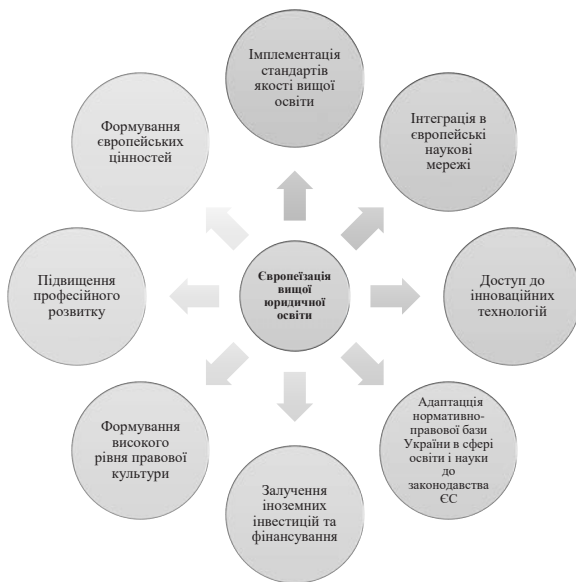 Імплементація
стандартів
якості вищої
освіти
Інтеграція в
європейські
наукові
мережі
Доступ до
інноваційних
технологій
Адаптацція
нормативно-
правової бази
України в сфері
освіти і науки
до
законодавства
ЄС
Залучення
іноземних
інвестицій та
фінансування
Формування
високого
рівня правової
культури
Підвищення
професійного
розвитку
Формування
європейських
цінностей
Європеїзація
вищої
юридичної
освіти